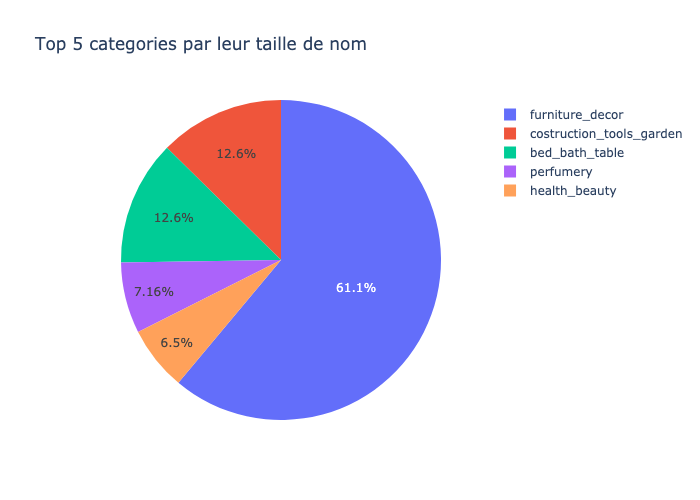 Top 5 categories par leur taille de nom
furniture_decor
costruction_tools_garden
bed_bath_table
perfumery
health_beauty
12.6%
12.6%
61.1%
7.16%
6.5%